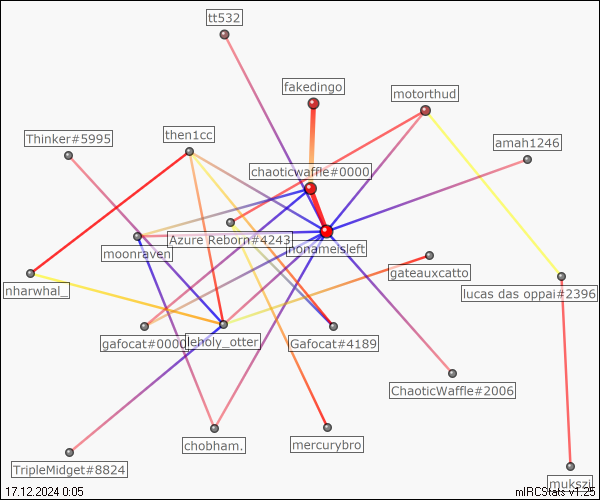 tt532
fakedingo
motorthud
Thinker#5995
then1cc
amah1246
chaoticwaffle#0000
moonraven
Azure Reborn#4243
nonameisleft
gateauxcatto
nharwhal_
lucas das oppai#2396
gafocat#0000
leholy_otter
Gafocat#4189
ChaoticWaffle#2006
chobham.
mercurybro
TripleMidget#8824
mukszi
17.12.2024 0:05
mIRCStats v1.25